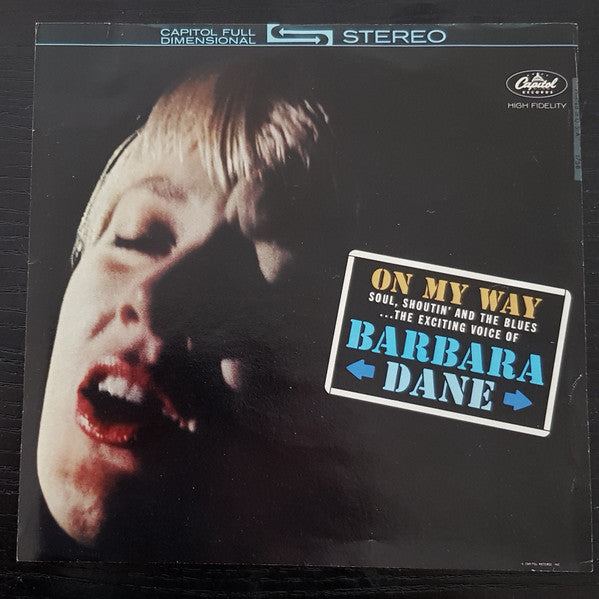 CAPITOL FULL
DIMENSIONAL
STEREO
Capitol
RECORDS
HIGH FIDELITY
ON MY WAY
SOUL, SHOUTIN' AND THE BLUES
...THE EXCITING VOICE OF
BARBARA
DANE